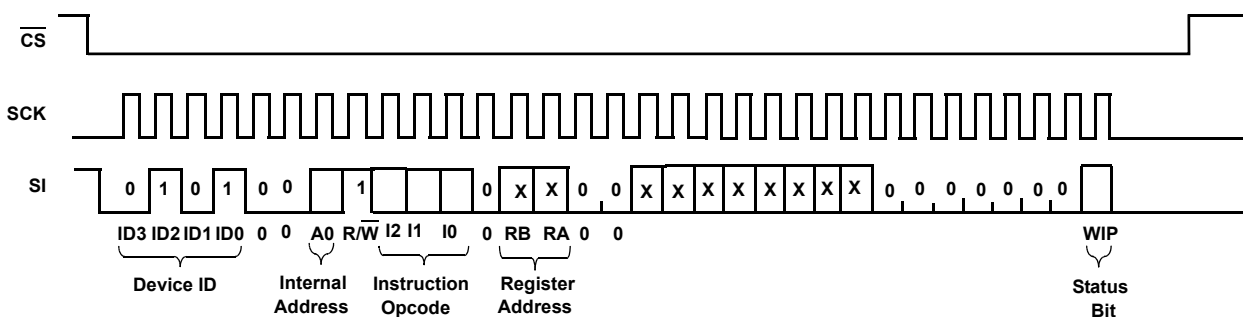 CS
SCK
SI
0 1 0 1 0 0 1 0 X X 0 0 X X X X X X X X 0 0 0 0 0 0 0
ID3 ID2 ID1 ID0 0 0 A0 R/W I2 I1 I0 0 RB RA 0 0 WIP
Device ID
Internal Address
Instruction Opcode
Register Address
Status Bit